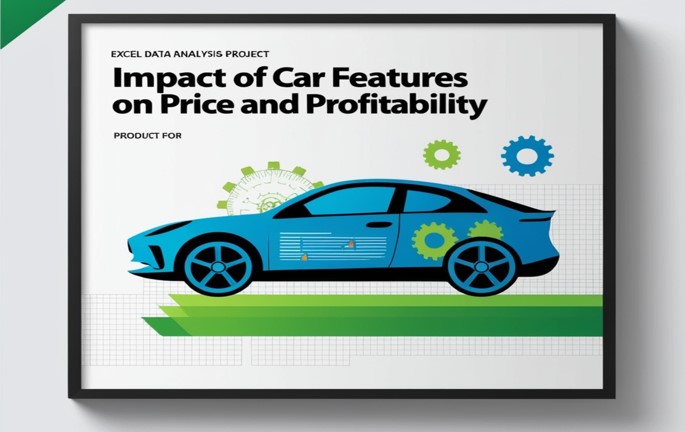 EXCEL DATA ANALYSIS PROJECT
Impact of Car Features
on Price and Profitability
PRODUCT FOR